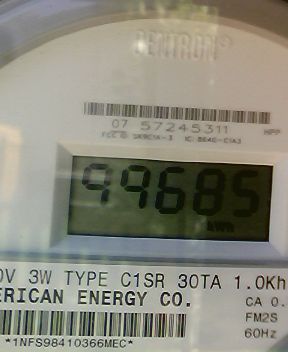 CENTRON®
07 57245311
HPP
99685
kWh
0V 3W TYPE C1SR 30TA 1.0Kh
ERICAN ENERGY CO.
CA 0.
FM2S
60Hz
*1NFS98410366MEC*